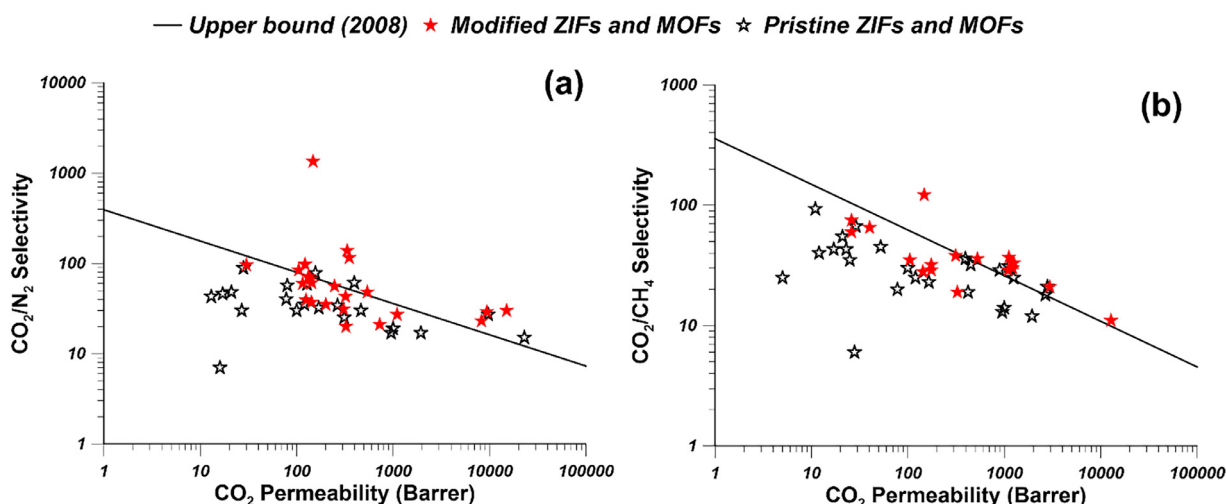 Upper bound (2008) Modified ZIFs and MOFs Pristine ZIFs and MOFs
(a)
10000
1000
100
10
1
CO2/N2 Selectivity
1 10 100 1000 10000 100000
CO2 Permeability (Barrer)
(b)
1000
100
10
1
CO2/CH4 Selectivity
1 10 100 1000 10000 100000
CO2 Permeability (Barrer)